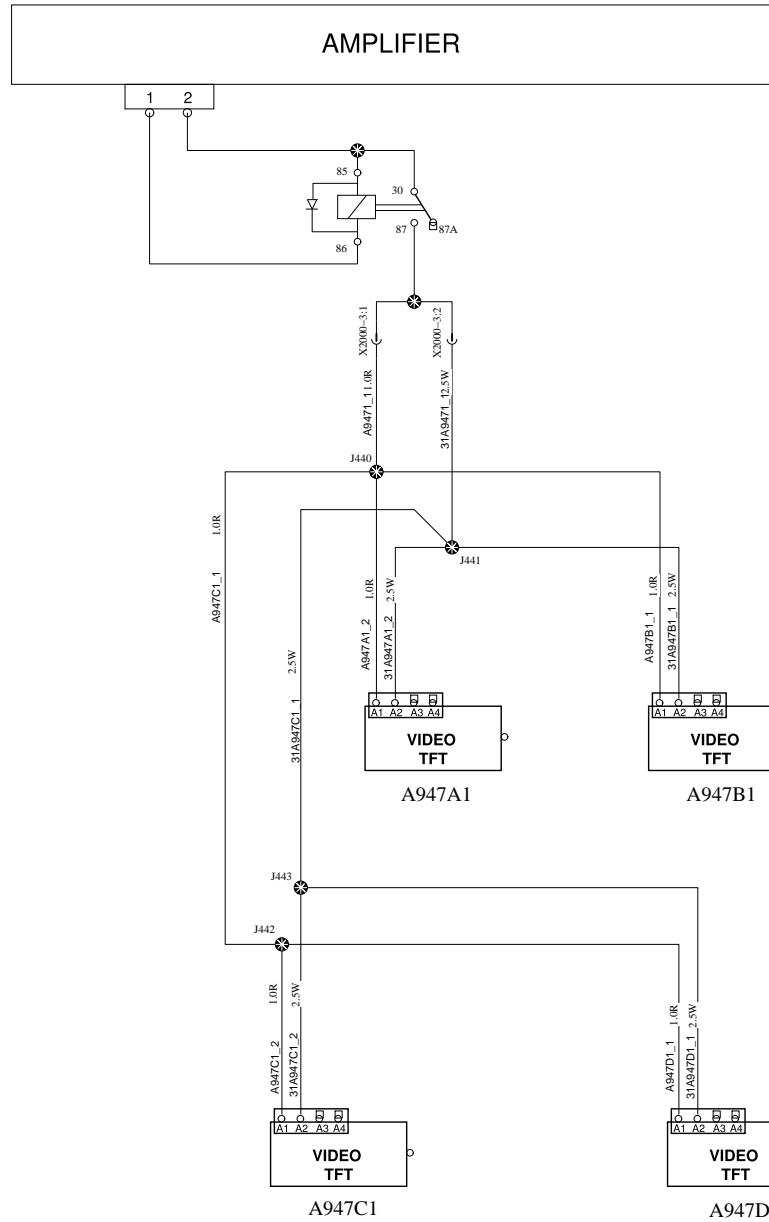 AMPLIFIER
1 2
85
30
86
87
87A
X2000-3:1
X2000-3:2
A9471_11.0R
31A9471_12.5W
J440
J441
1.0R
A947C1_1
2.5W
31A947C1_1
1.0R
A947A1_2
2.5W
31A947A1_2
1.0R
A947B1_1
2.5W
31A947B1_1
A1 A2 A3 A4
VIDEO
TFT
A947A1
A1 A2 A3 A4
VIDEO
TFT
A947B1
J443
J442
1.0R
A947C1_2
2.5W
31A947C1_2
1.0R
A947D1_1
2.5W
31A947D1_1
A1 A2 A3 A4
VIDEO
TFT
A947C1
A1 A2 A3 A4
VIDEO
TFT
A947D